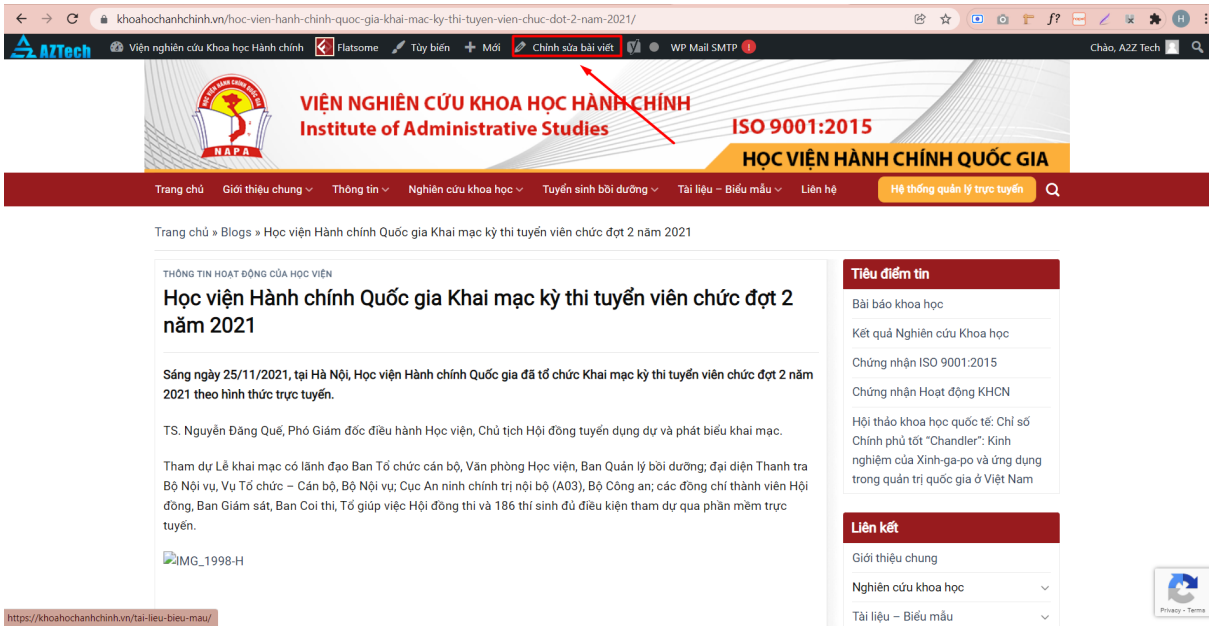 khoahochanhchinh.vn/hoc-vien-hanh-chinh-quoc-gia-khai-mac-ky-thi-tuyen-vien-chuc-dot-2-nam-2021/
f?
H
AZTech Viện nghiên cứu Khoa học Hành chính Flatsome Tùy biến Mới Chỉnh sửa bài viết WP Mail SMTP ! Chào, A2Z Tech
HỌC VIỆN HÀNH CHÍNH QUỐC GIA
NAPA
VIỆN NGHIÊN CỨU KHOA HỌC HÀNH CHÍNH
Institute of Administrative Studies
ISO 9001:2015
HỌC VIỆN HÀNH CHÍNH QUỐC GIA
Trang chủ Giới thiệu chung Thông tin Nghiên cứu khoa học Tuyển sinh bồi dưỡng Tài liệu – Biểu mẫu Liên hệ Hệ thống quản lý trực tuyến
Trang chủ » Blogs » Học viện Hành chính Quốc gia Khai mạc kỳ thi tuyển viên chức đợt 2 năm 2021
THÔNG TIN HOẠT ĐỘNG CỦA HỌC VIỆN
Học viện Hành chính Quốc gia Khai mạc kỳ thi tuyển viên chức đợt 2
năm 2021
Sáng ngày 25/11/2021, tại Hà Nội, Học viện Hành chính Quốc gia đã tổ chức Khai mạc kỳ thi tuyển viên chức đợt 2 năm
2021 theo hình thức trực tuyến.
TS. Nguyễn Đăng Quế, Phó Giám đốc điều hành Học viện, Chủ tịch Hội đồng tuyển dụng dự và phát biểu khai mạc.
Tham dự Lễ khai mạc có lãnh đạo Ban Tổ chức cán bộ, Văn phòng Học viện, Ban Quản lý bồi dưỡng; đại diện Thanh tra
Bộ Nội vụ, Vụ Tổ chức – Cán bộ, Bộ Nội vụ; Cục An ninh chính trị nội bộ (A03), Bộ Công an; các đồng chí thành viên Hội
đồng, Ban Giám sát, Ban Coi thi, Tổ giúp việc Hội đồng thi và 186 thí sinh đủ điều kiện tham dự qua phần mềm trực
tuyến.
IMG_1998-H
Tiêu điểm tin
Bài báo khoa học
Kết quả Nghiên cứu Khoa học
Chứng nhận ISO 9001:2015
Chứng nhận Hoạt động KHCN
Hội thảo khoa học quốc tế: Chỉ số
Chính phủ tốt “Chandler”: Kinh
nghiệm của Xinh-ga-po và ứng dụng
trong quản trị quốc gia ở Việt Nam
Liên kết
Giới thiệu chung
Nghiên cứu khoa học
Tài liệu – Biểu mẫu
Privacy - Terms
https://khoahochanhchinh.vn/tai-lieu-bieu-mau/